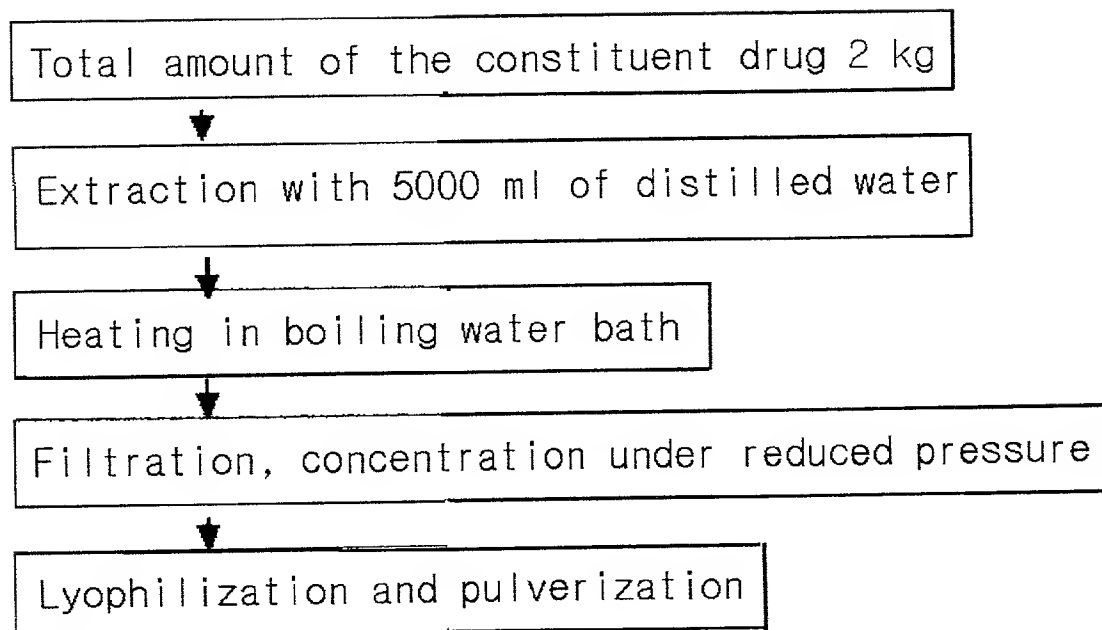 Total amount of the constituent drug 2 kg
Extraction with 5000 ml of distilled water
Heating in boiling water bath
Filtration, concentration under reduced pressure
Lyophilization and pulverization